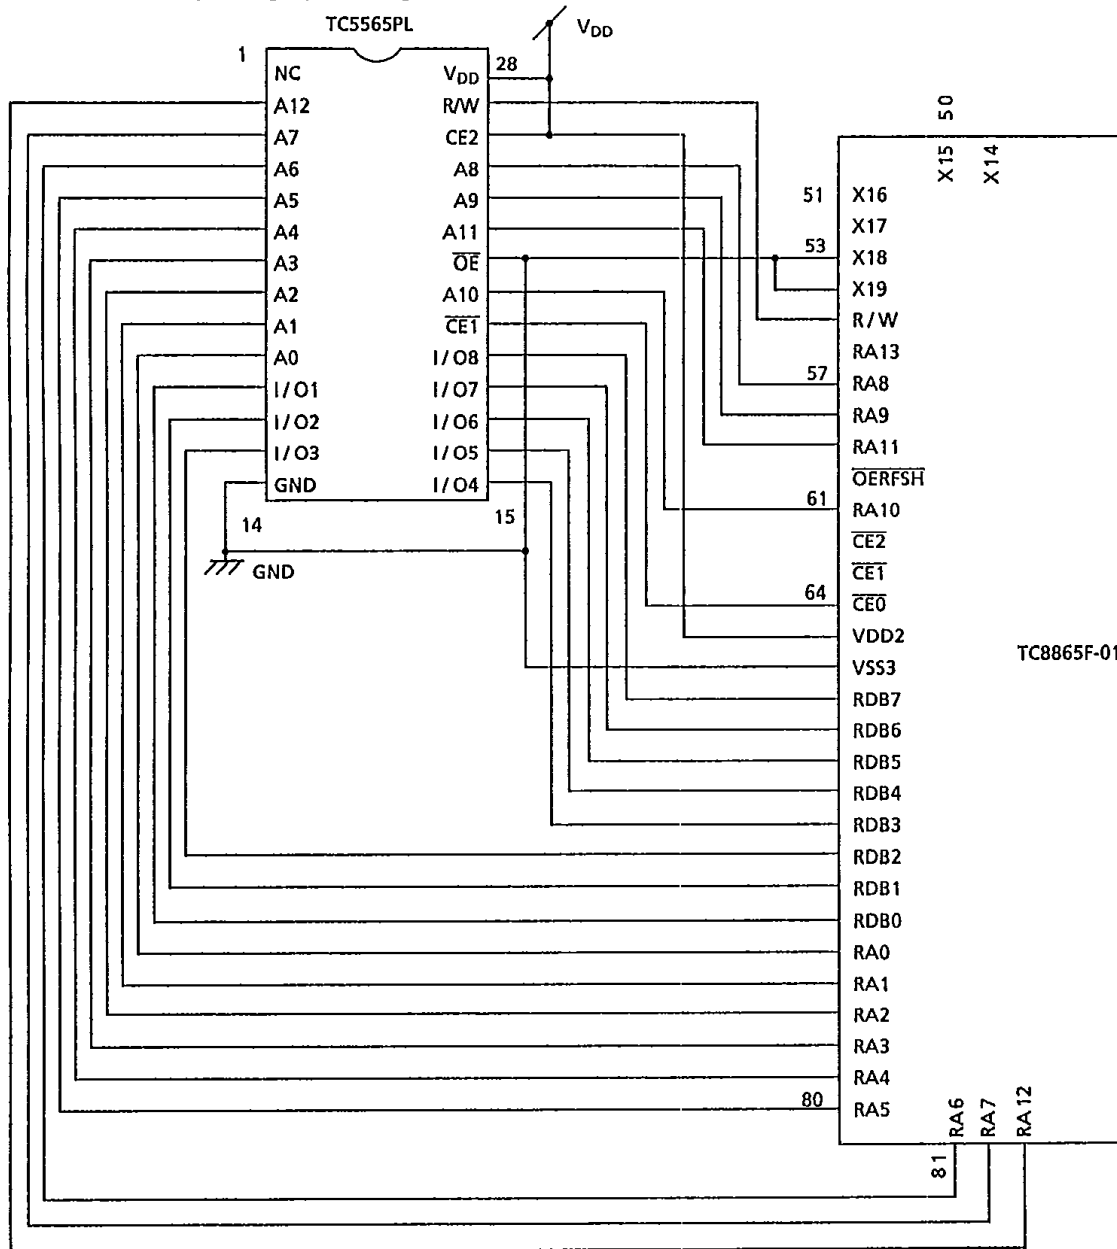 TC5565PL
VDD
1
28
NC
VDD
A12
R/W
A7
CE2
A6
A8
A5
A9
A4
A11
A3
OE
A2
A10
A1
CE1
A0
I/O8
I/O1
I/O7
I/O2
I/O6
I/O3
I/O5
GND
I/O4
14
15
GND
50
X15
X14
51
X16
X17
53
X18
X19
R/W
RA13
57
RA8
RA9
RA11
OERFSH
61
RA10
CE2
CE1
64
CE0
VDD2
VSS3
TC8865F-01
RDB7
RDB6
RDB5
RDB4
RDB3
RDB2
RDB1
RDB0
RA0
RA1
RA2
RA3
RA4
80
RA5
RA6
RA7
RA12
81